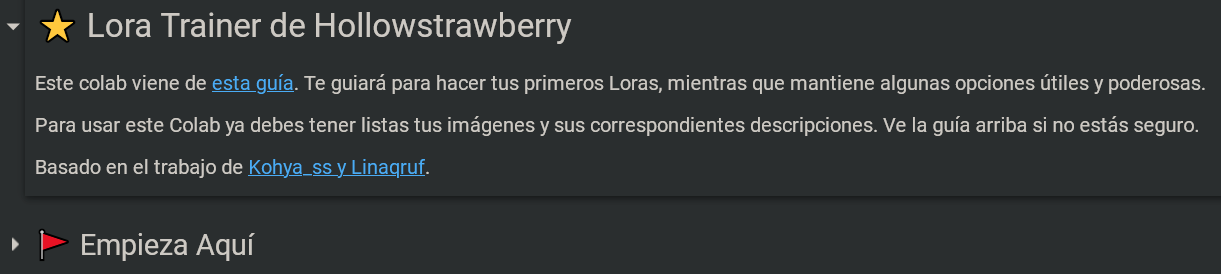 ⭐ Lora Trainer de Hollowstrawberry
Este colab viene de esta guía. Te guiará para hacer tus primeros Loras, mientras que mantiene algunas opciones útiles y poderosas.
Para usar este Colab ya debes tener listas tus imágenes y sus correspondientes descripciones. Ve la guía arriba si no estás seguro.
Basado en el trabajo de Kohya_ss y Linaqruf.
🚩 Empieza Aquí